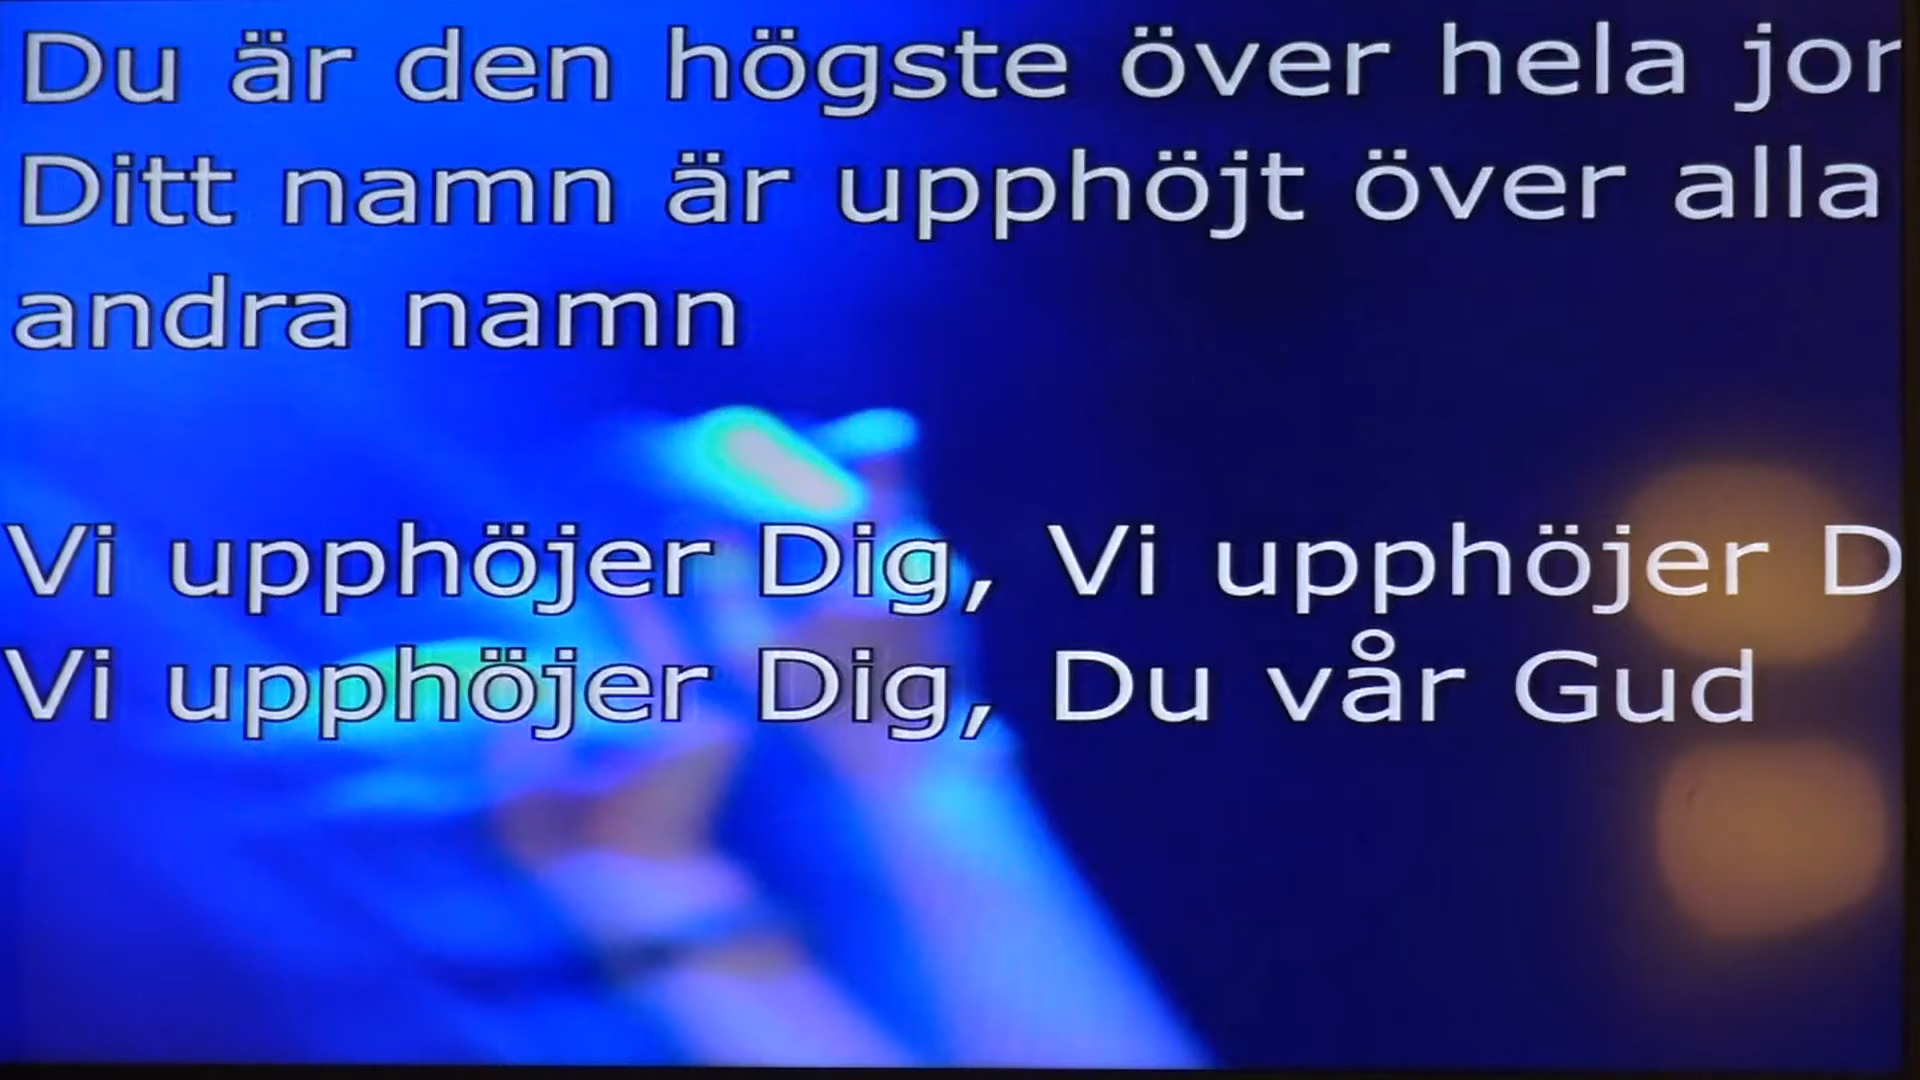 Du är den högste över hela jor
Ditt namn är upphöjt över alla
andra namn
Vi upphöjer Dig, Vi upphöjer D
Vi upphöjer Dig, Du vår Gud